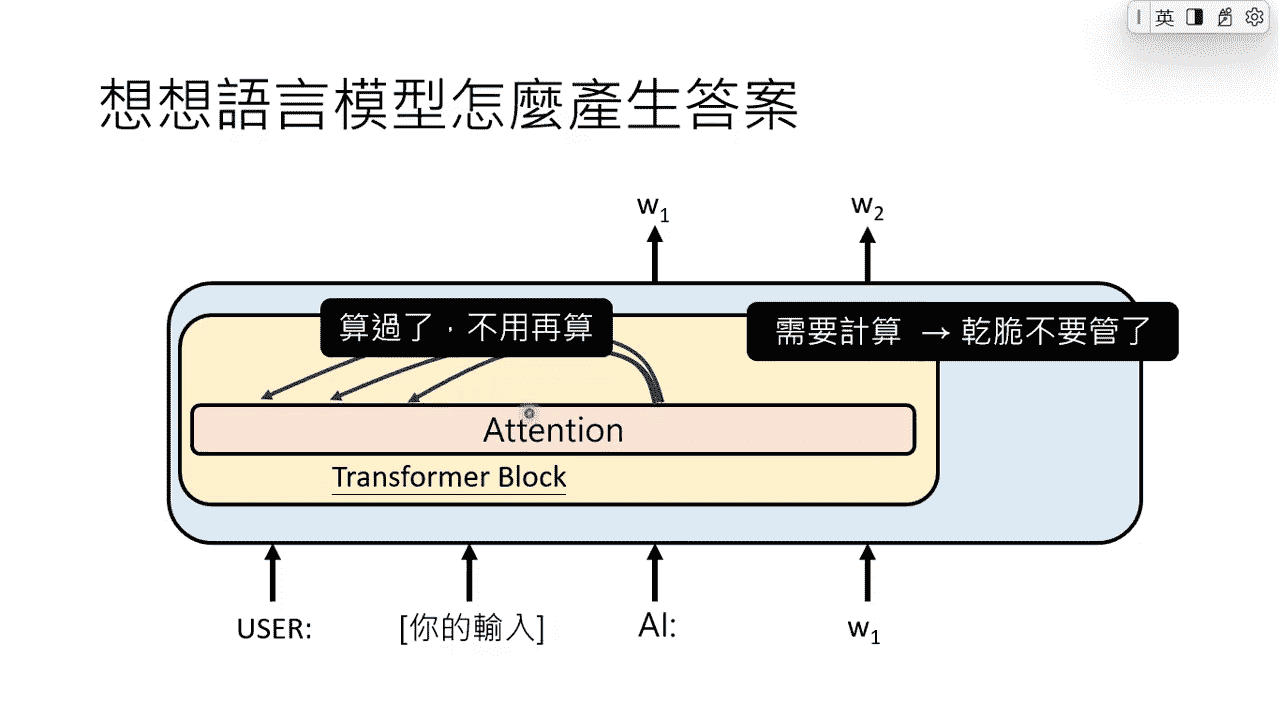 英
想想語言模型怎麼產生答案
w₁
w₂
算過了，不用再算
需要計算 → 乾脆不要管了
Attention
Transformer Block
USER:
[你的輸入]
AI:
w₁